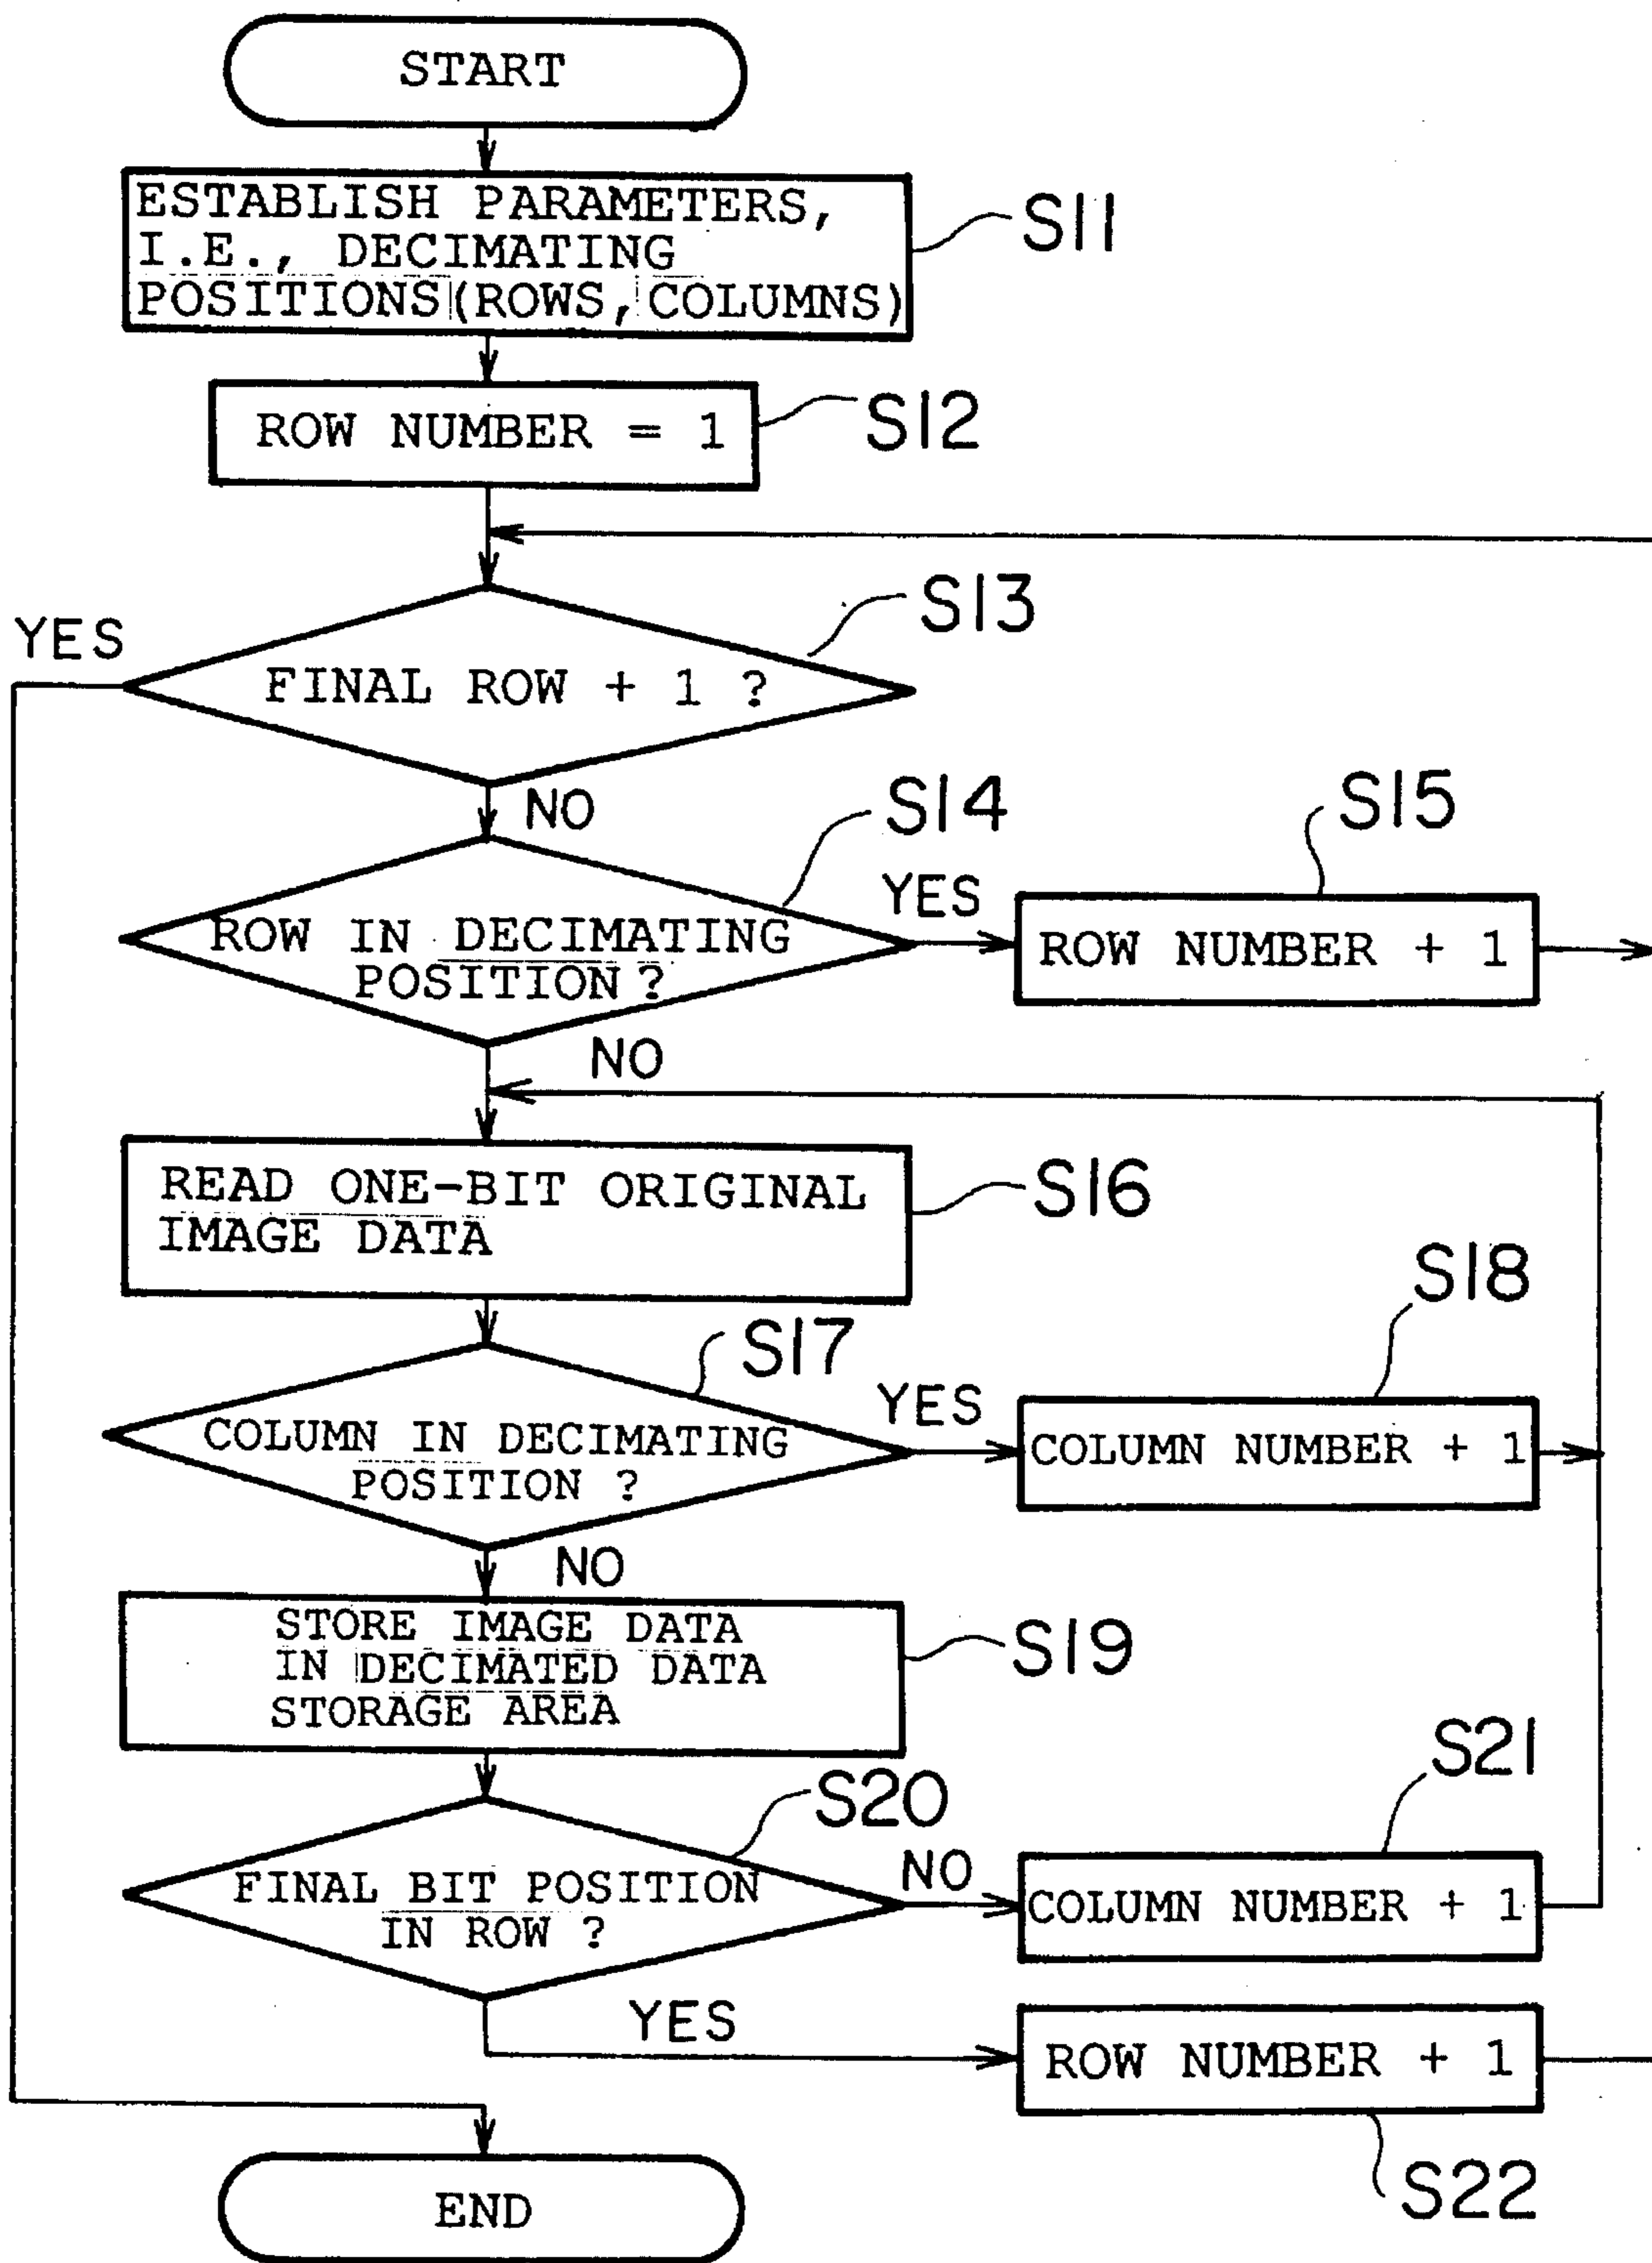 START
ESTABLISH PARAMETERS,
I.E., DECIMATING
POSITIONS (ROWS, COLUMNS)
S11
ROW NUMBER = 1
S12
S13
YES
FINAL ROW + 1 ?
NO
S14
S15
YES
ROW IN DECIMATING
POSITION ?
ROW NUMBER + 1
NO
READ ONE-BIT ORIGINAL
IMAGE DATA
S16
S18
S17
YES
COLUMN IN DECIMATING
POSITION ?
COLUMN NUMBER + 1
NO
STORE IMAGE DATA
IN DECIMATED DATA
STORAGE AREA
S19
S21
S20
NO
FINAL BIT POSITION
IN ROW ?
COLUMN NUMBER + 1
YES
ROW NUMBER + 1
S22
END